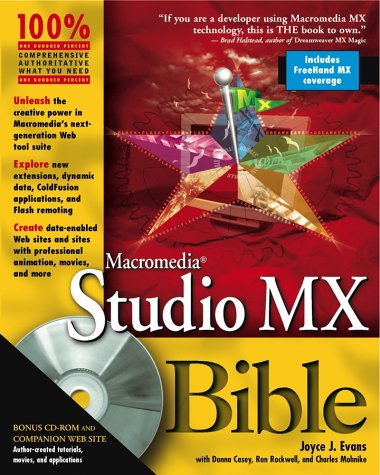 100%
ONE HUNDRED PERCENT
COMPREHENSIVE
AUTHORITATIVE
WHAT YOU NEED
ONE HUNDRED PERCENT
"If you are a developer using Macromedia MX
technology, this is THE book to own."
— Brad Halstead, author of Dreamweaver MX Magic
Includes
FreeHand MX
coverage
Unleash the
creative power in
Macromedia's next-
generation Web
tool suite
Explore new
extensions, dynamic
data, ColdFusion
applications, and
Flash remoting
Create data-enabled
Web sites and sites
with professional
animation, movies,
and more
Mx
Macromedia®
Studio MX
Bible
BONUS CD-ROM AND
COMPANION WEB SITE
Author-created tutorials,
movies, and applications
Joyce J. Evans
with Donna Casey, Ron Rockwell, and Charles Mohnike